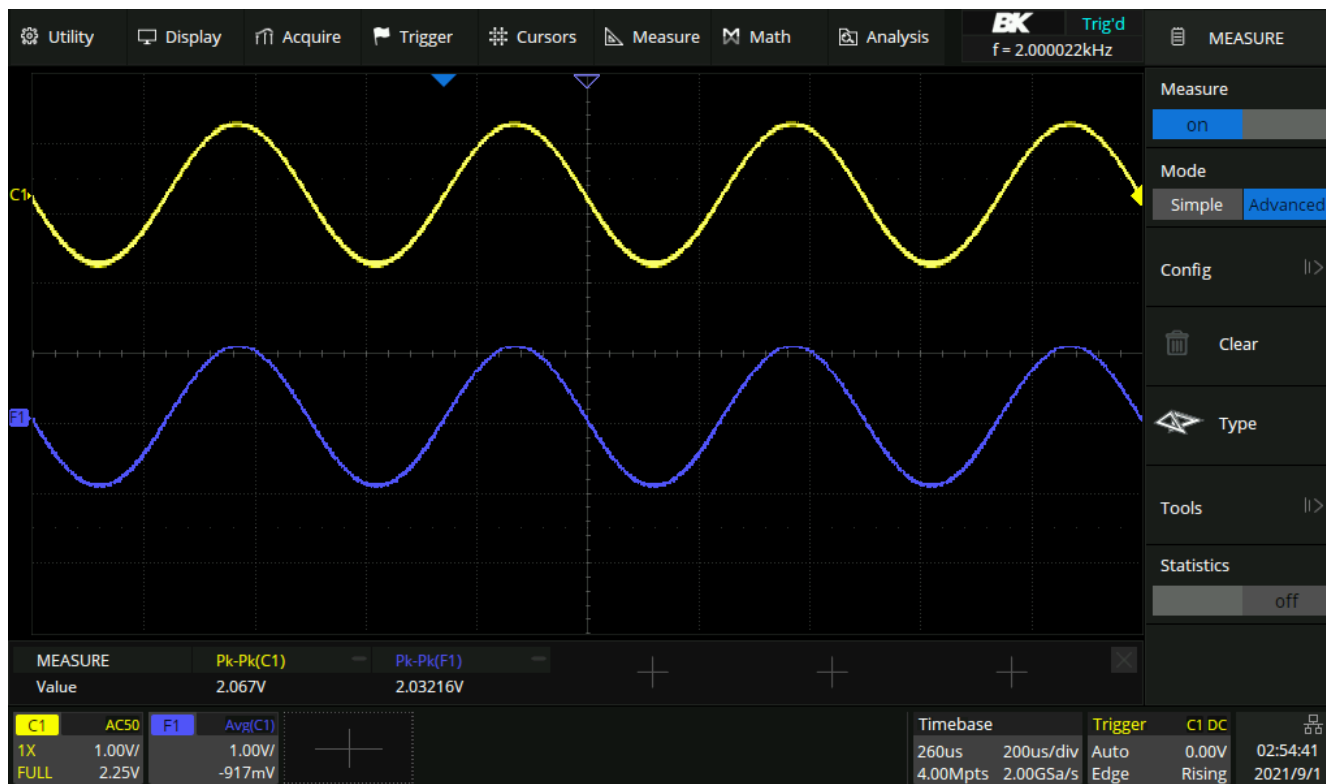 Utility Display Acquire Trigger Cursors Measure Math Analysis BK Trig'd MEASURE
f = 2.000022kHz
Measure
on
Mode
Simple Advanced
C1
Config
Clear
F1
Type
Tools
Statistics
off
MEASURE Pk-Pk(C1) Pk-Pk(F1)
Value 2.067V 2.03216V
C1 AC50 F1 Avg(C1) Timebase Trigger C1 DC
1X 1.00V/ 1.00V/ 260us 200us/div Auto 0.00V 02:54:41
FULL 2.25V -917mV 4.00Mpts 2.00GSa/s Edge Rising 2021/9/1